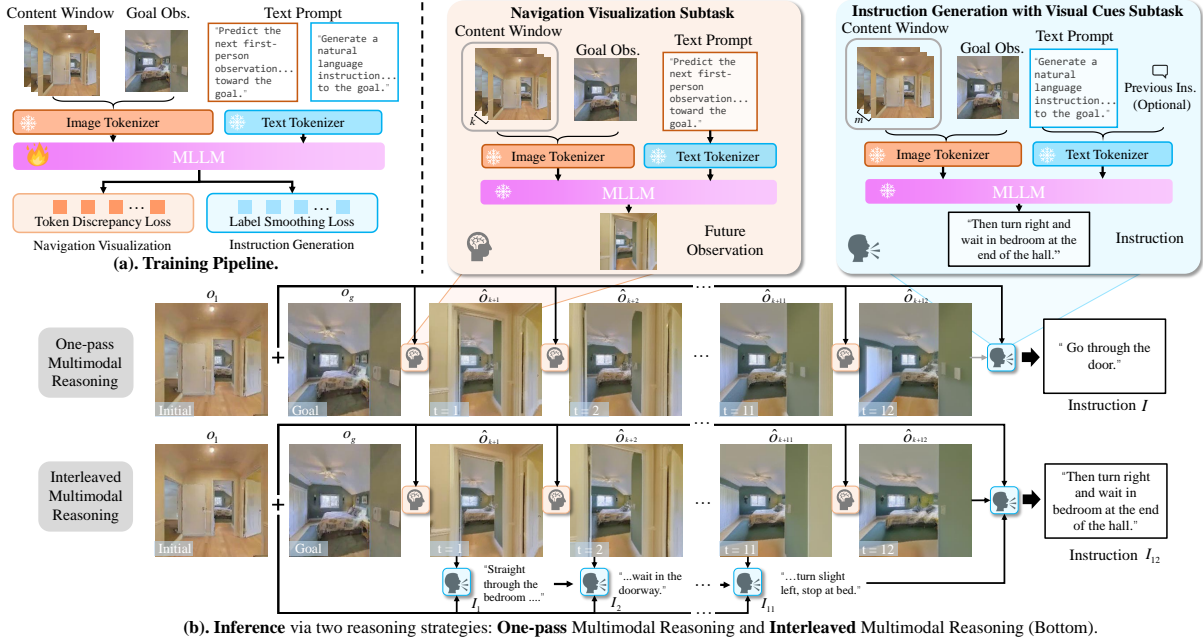 Content Window
Goal Obs.
Text Prompt
"Predict the
next first-
person
observation...
toward the
goal."
"Generate a
natural
language
instruction...
to the goal."
Image Tokenizer
Text Tokenizer
MLLM
...
...
Token Discrepancy Loss
Label Smoothing Loss
Navigation Visualization
Instruction Generation
(a). Training Pipeline.
Navigation Visualization Subtask
Content Window
Goal Obs.
Text Prompt
k
"Predict the
next first-
person
observation...
toward the
goal."
Image Tokenizer
Text Tokenizer
MLLM
Future
Observation
Instruction Generation with Visual Cues Subtask
Content Window
Goal Obs.
Text Prompt
m
"Generate a
natural
language
instruction...
to the goal."
Previous Ins.
(Optional)
Image Tokenizer
Text Tokenizer
MLLM
"Then turn right and
wait in bedroom at the
end of the hall."
Instruction
One-pass
Multimodal
Reasoning
o1
+
og
ôk+1
ôk+2
...
ôk+11
ôk+12
Initial
Goal
t = 1
t = 2
...
t = 11
t = 12
" Go through the
door."
Instruction I
Interleaved
Multimodal
Reasoning
o1
+
og
ôk+1
ôk+2
...
ôk+11
ôk+12
Initial
Goal
t = 1
t = 2
...
t = 11
t = 12
"Then turn right
and wait in
bedroom at the end
of the hall."
Instruction I12
"Straight
through the
bedroom ...."
I1
"...wait in the
doorway."
I2
...
"...turn slight
left, stop at bed."
I11
(b). Inference via two reasoning strategies: One-pass Multimodal Reasoning and Interleaved Multimodal Reasoning (Bottom).